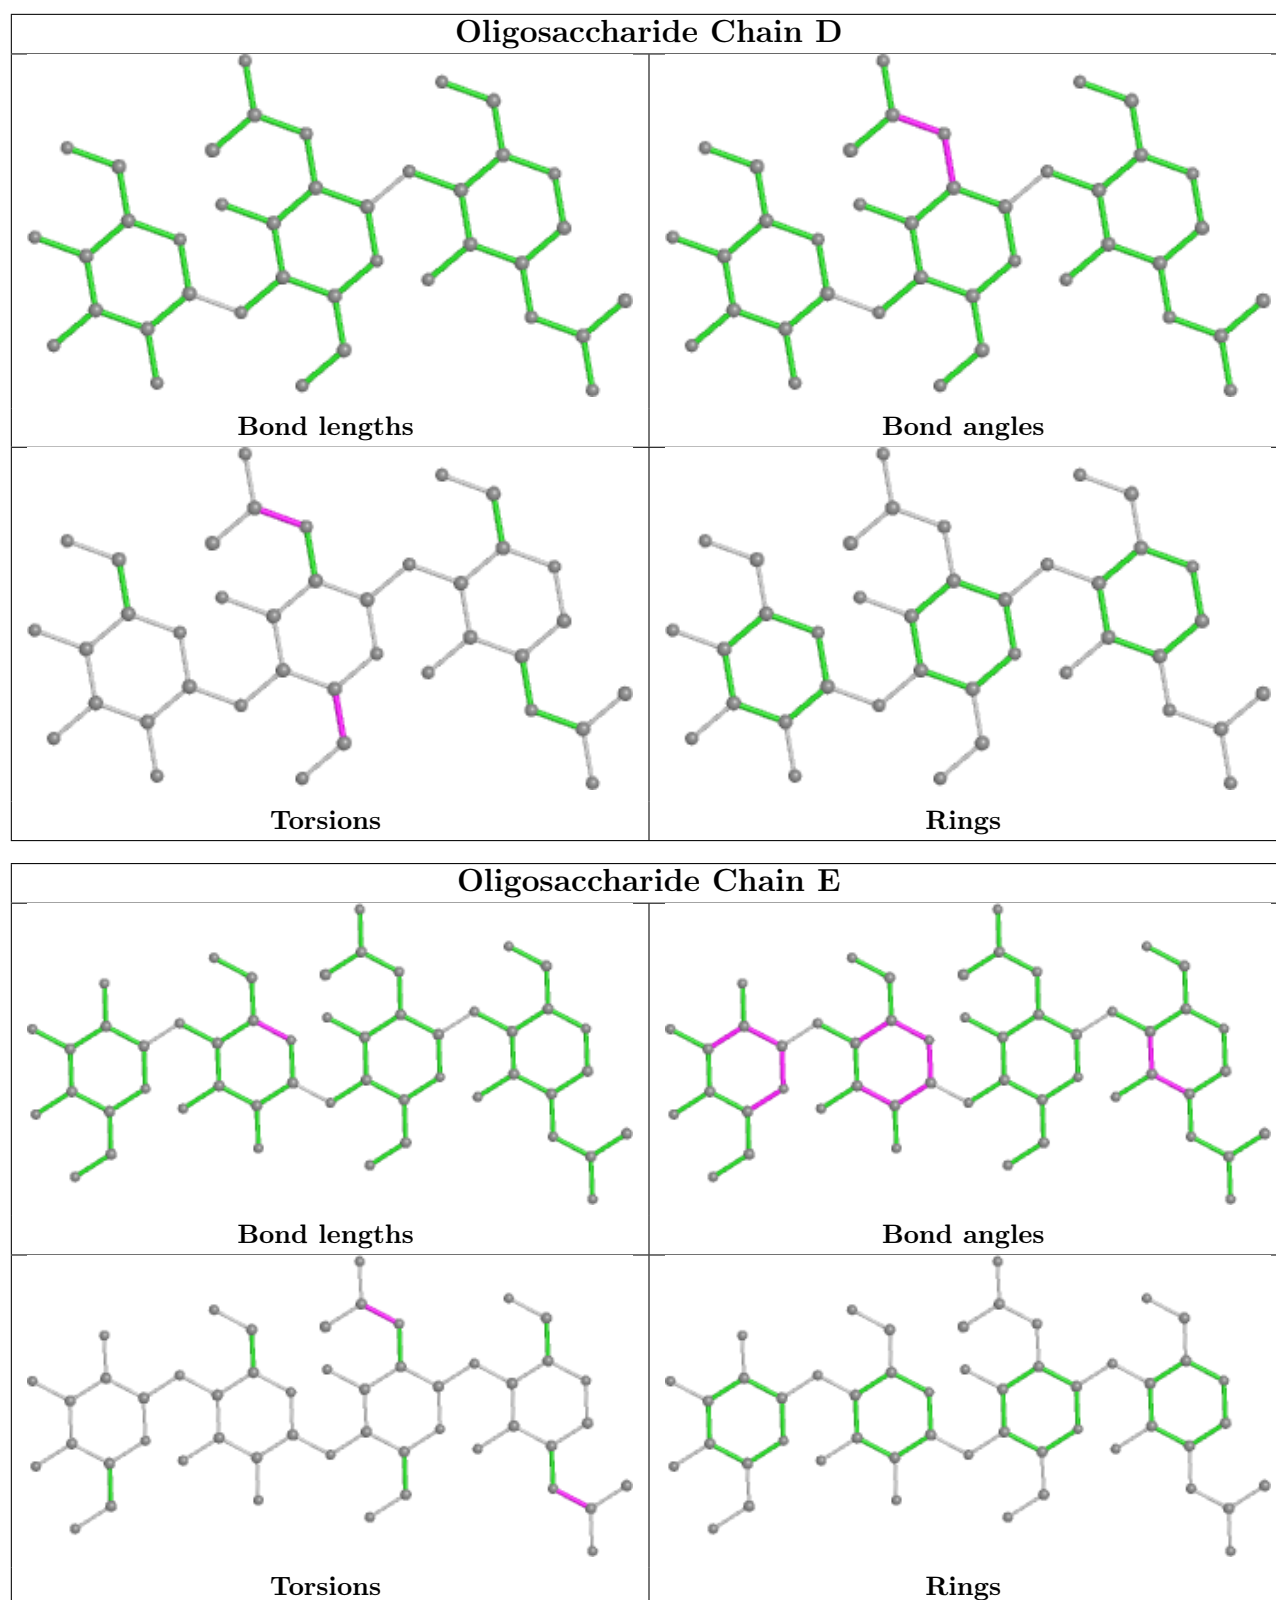 Oligosaccharide Chain D
Bond lengths
Bond angles
Torsions
Rings
Oligosaccharide Chain E
Bond lengths
Bond angles
Torsions
Rings